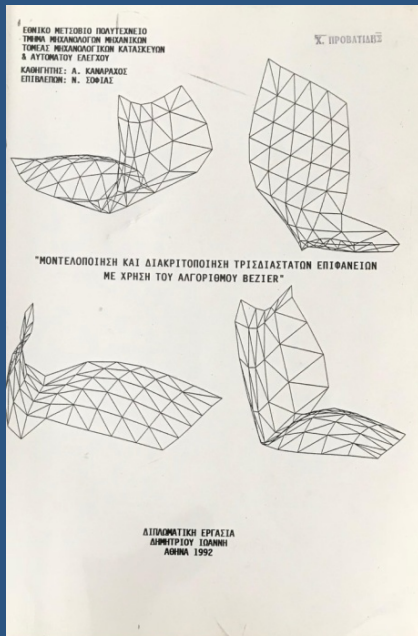 ΕΘΝΙΚΟ ΜΕΤΣΟΒΙΟ ΠΟΛΥΤΕΧΝΕΙΟ
ΤΜΗΜΑ ΜΗΧΑΝΟΛΟΓΩΝ ΜΗΧΑΝΙΚΩΝ
ΤΟΜΕΑΣ ΜΗΧΑΝΟΛΟΓΙΚΩΝ ΚΑΤΑΣΚΕΥΩΝ
& ΑΥΤΟΜΑΤΟΥ ΕΛΕΓΧΟΥ
ΚΑΘΗΓΗΤΗΣ: Α. ΚΑΝΑΡΑΧΟΣ
ΕΠΙΒΛΕΠΩΝ: Ν. ΣΟΦΙΑΣ
Χ. ΠΡΟΒΑΤΙΔΗΣ
"ΜΟΝΤΕΛΟΠΟΙΗΣΗ ΚΑΙ ΔΙΑΚΡΙΤΟΠΟΙΗΣΗ ΤΡΙΣΔΙΑΣΤΑΤΩΝ ΕΠΙΦΑΝΕΙΩΝ
ΜΕ ΧΡΗΣΗ ΤΟΥ ΑΛΓΟΡΙΘΜΟΥ BEZIER"
ΔΙΠΛΩΜΑΤΙΚΗ ΕΡΓΑΣΙΑ
ΔΗΜΗΤΡΙΟΥ ΙΩΑΝΝΗ
ΑΘΗΝΑ 1992